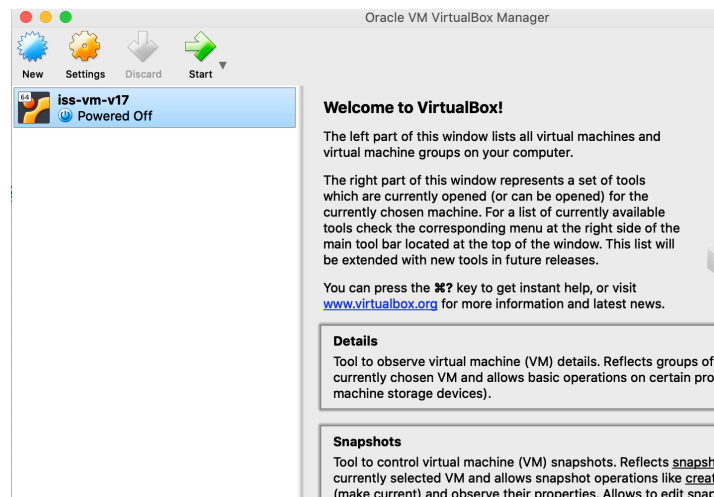 Oracle VM VirtualBox Manager
New Settings Discard Start
64 iss-vm-v17
Powered Off
Welcome to VirtualBox!
The left part of this window lists all virtual machines and
virtual machine groups on your computer.
The right part of this window represents a set of tools
which are currently opened (or can be opened) for the
currently chosen machine. For a list of currently available
tools check the corresponding menu at the right side of the
main tool bar located at the top of the window. This list will
be extended with new tools in future releases.
You can press the ⌘? key to get instant help, or visit
www.virtualbox.org for more information and latest news.
Details
Tool to observe virtual machine (VM) details. Reflects groups of
currently chosen VM and allows basic operations on certain pro
machine storage devices).
Snapshots
Tool to control virtual machine (VM) snapshots. Reflects snapsh
currently selected VM and allows snapshot operations like creat
(make current) and observe their properties. Allows to edit snap